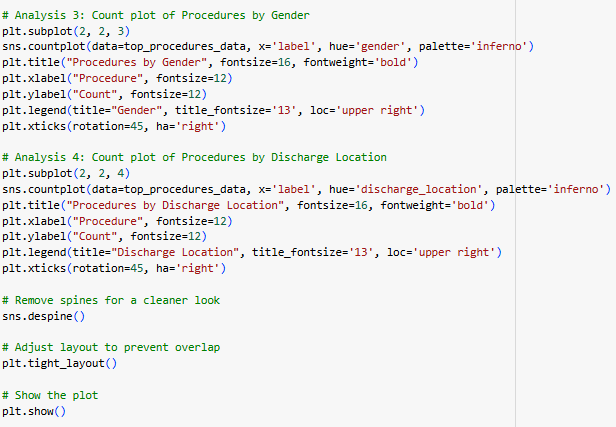 # Analysis 3: Count plot of Procedures by Gender
plt.subplot(2, 2, 3)
sns.countplot(data=top_procedures_data, x='label', hue='gender', palette='inferno')
plt.title("Procedures by Gender", fontsize=16, fontweight='bold')
plt.xlabel("Procedure", fontsize=12)
plt.ylabel("Count", fontsize=12)
plt.legend(title="Gender", title_fontsize='13', loc='upper right')
plt.xticks(rotation=45, ha='right')
# Analysis 4: Count plot of Procedures by Discharge Location
plt.subplot(2, 2, 4)
sns.countplot(data=top_procedures_data, x='label', hue='discharge_location', palette='inferno')
plt.title("Procedures by Discharge Location", fontsize=16, fontweight='bold')
plt.xlabel("Procedure", fontsize=12)
plt.ylabel("Count", fontsize=12)
plt.legend(title="Discharge Location", title_fontsize='13', loc='upper right')
plt.xticks(rotation=45, ha='right')
# Remove spines for a cleaner look
sns.despine()
# Adjust layout to prevent overlap
plt.tight_layout()
# Show the plot
plt.show()